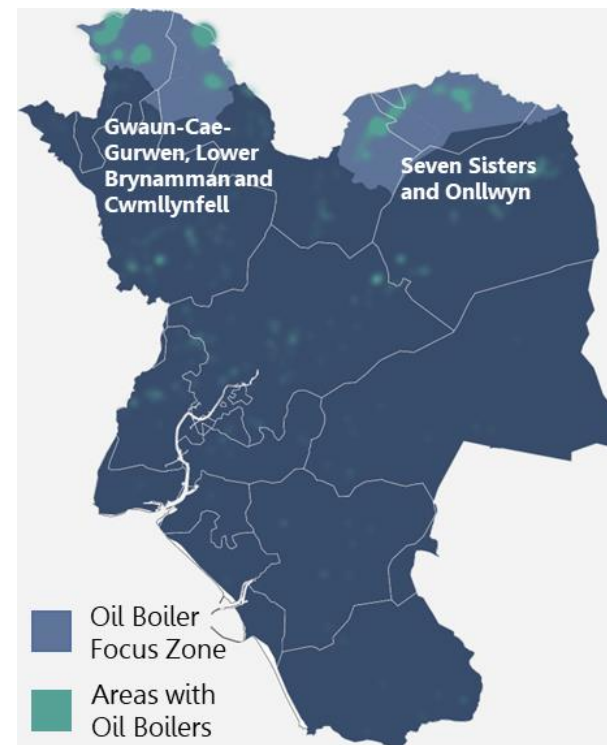 Gwaun-Cae-
Gurwen, Lower
Brynamman and
Cwmllynfell
Seven Sisters
and Onllwyn
Oil Boiler
Focus Zone
Areas with
Oil Boilers